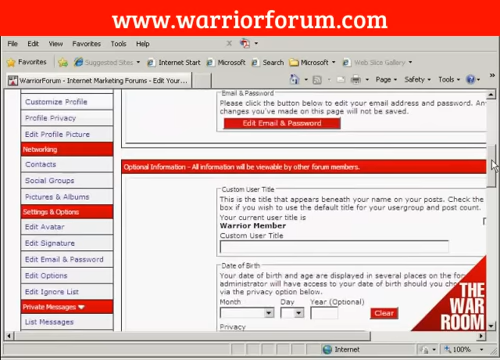 www.warriorforum.com
File Edit View Favorites Tools Help
Favorites Suggested Sites Internet Start Microsoft Search Microsoft Web Slice Gallery
WarriorForum - Internet Marketing Forums - Edit Your...
Page Safety Tools
Customize Profile
Profile Privacy
Edit Profile Picture
Networking
Contacts
Social Groups
Pictures & Albums
Settings & Options
Edit Avatar
Edit Signature
Edit Email & Password
Edit Options
Edit Ignore List
Private Messages
List Messages
Email & Password
Please click the button below to edit your email address and password. An
changes you've made on this page will not be saved.
Edit Email & Password
Optional Information - All information will be viewable by other forum members.
Custom User Title
This is the title that appears beneath your name on your posts. Check the
box if you wish to use the default title for your usergroup and post count.
Your current user title is
Warrior Member
Custom User Title
Date of Birth
Your date of birth and age are displayed in several places on the for
administrator will have access to your date of birth should you choo
via the privacy option below.
Month Day Year (Optional)
Clear
Privacy
THE
WAR
ROOM
Internet 100%